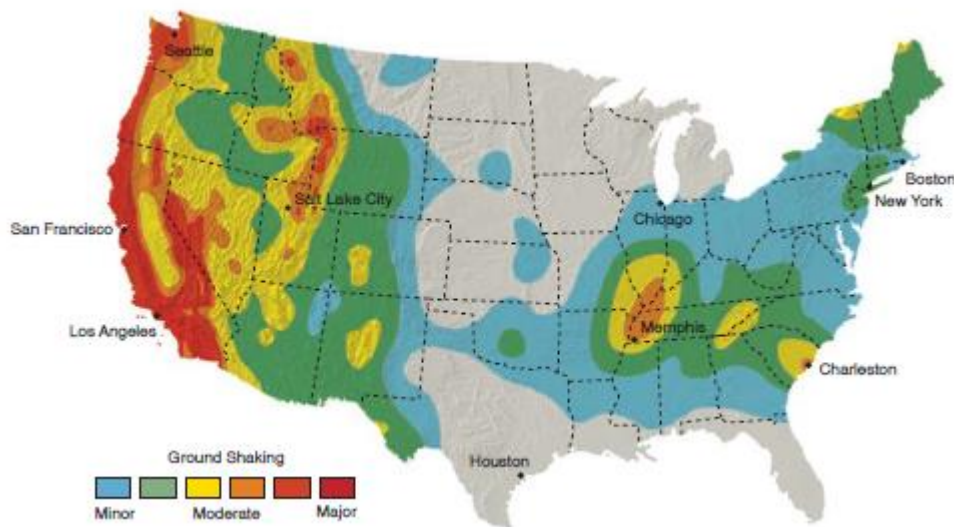 Seattle
Boston
New York
Salt Lake City
Chicago
San Francisco
Los Angeles
Memphis
Charleston
Houston
Ground Shaking
Minor
Moderate
Major